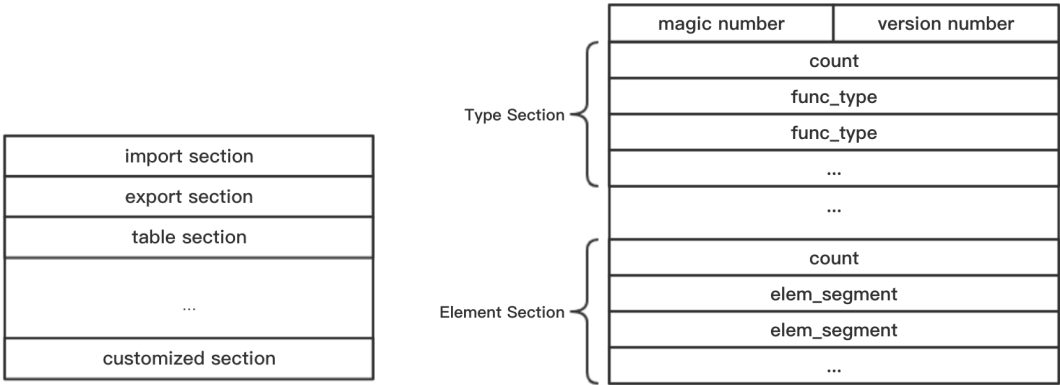 import section
export section
table section
...
customized section
magic number version number
Type Section
count
func_type
func_type
...
...
Element Section
count
elem_segment
elem_segment
...